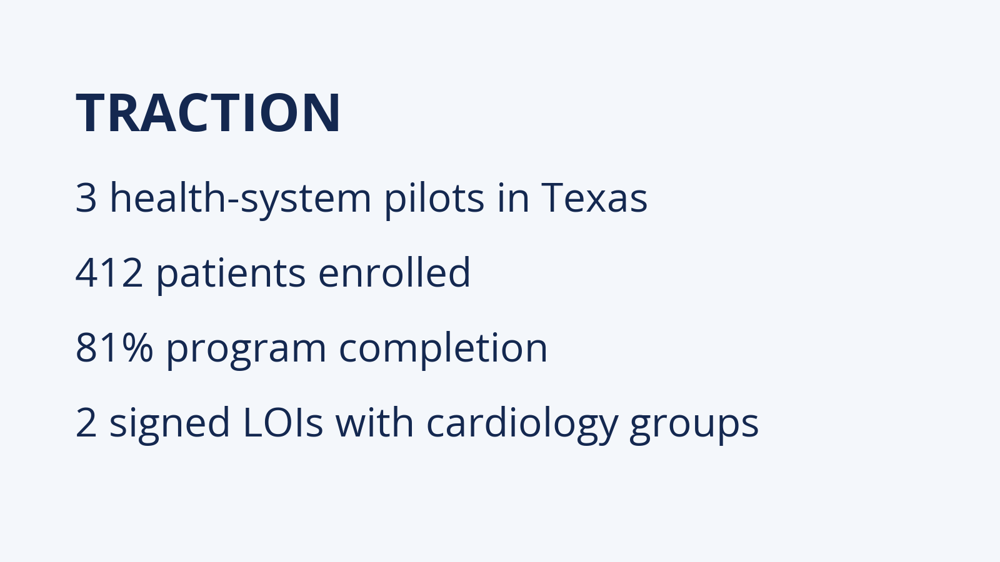 TRACTION
3 health-system pilots in Texas
412 patients enrolled
81% program completion
2 signed LOIs with cardiology groups